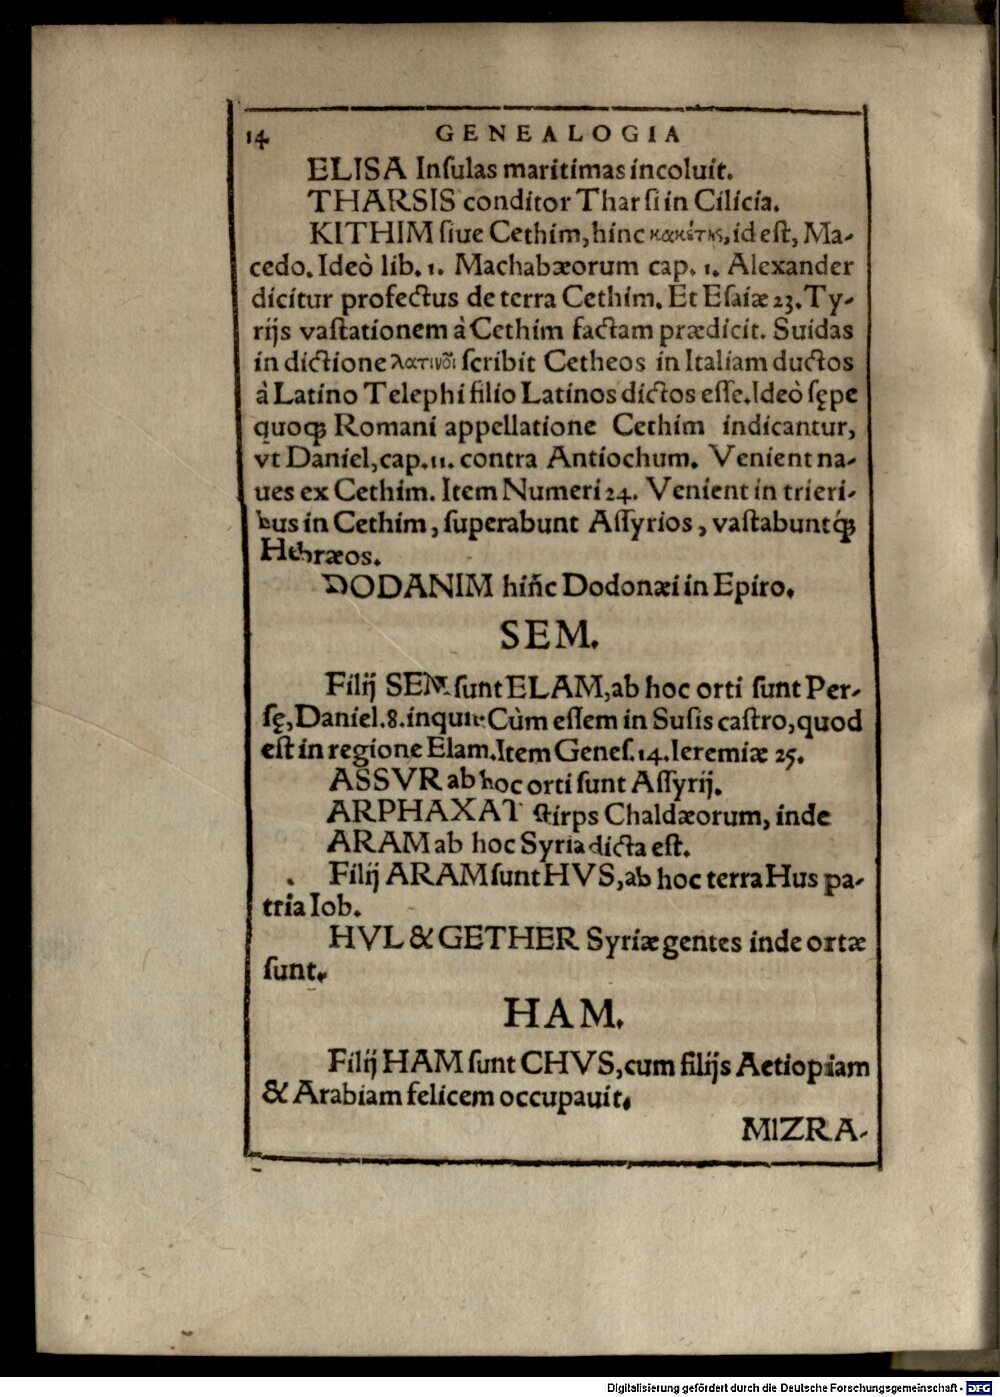 14 GENEALOGIA
ELISA Inſulas maritimas incoluit.
THARSIS conditor Tharſi in Cilicia.
KITHIM ſiue Cethim, hinc id eſt, Ma-
cedo. Ideò lib. 1. Machabæorum cap. 1. Alexander
dicitur profectus de terra Cethim. Et Eſaiæ 23. Ty-
rijs vaſtationem à Cethim factam prædicit. Suidas
in dictione ſcribit Cetheos in Italiam ductos
à Latino Telephi filio Latinos dictos eſſe. Ideò ſępe
quoqꝫ Romani appellatione Cethim indicantur,
vt Daniel, cap. 11. contra Antiochum. Venient na-
ues ex Cethim. Item Numeri 24. Venient in trieri-
bus in Cethim, ſuperabunt Aſſyrios, vaſtabuntqꝫ́
Hebræos.
DODANIM hinc Dodonæi in Epiro.
SEM.
Filij SEM ſunt ELAM, ab hoc orti ſunt Per-
ſę, Daniel. 8. inquit Cùm eſſem in Suſis caſtro, quod
eſt in regione Elam. Item Geneſ. 14. Ieremiæ 25.
ASSVR ab hoc orti ſunt Aſſyrij.
ARPHAXAT ſtirps Chaldæorum, inde
ARAM ab hoc Syria dicta eſt.
Filij ARAM ſunt HVS, ab hoc terra Hus pa-
tria Iob.
HVL & GETHER Syriæ gentes inde ortæ
ſunt.
HAM.
Filij HAM ſunt CHVS, cum filijs Aetiopiam
& Arabiam felicem occupauit.
MIZRA-
Digitalisierung gefördert durch die Deutsche Forschungsgemeinschaft - DFG